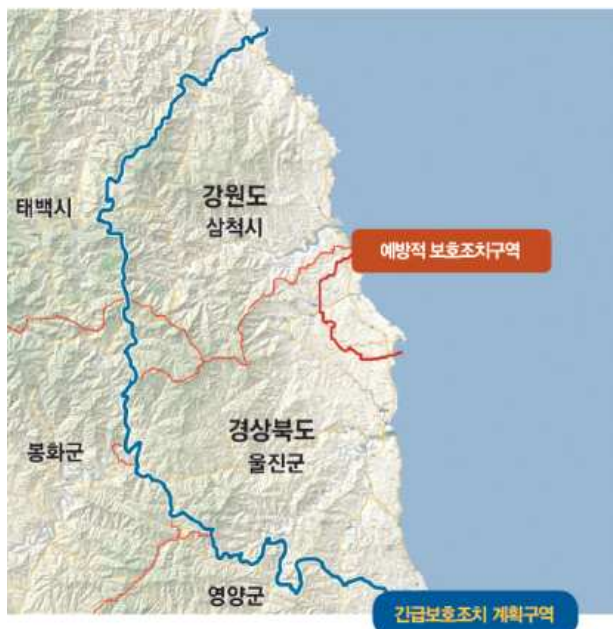 강원도
삼척시
태백시
예방적 보호조치구역
경상북도
울진군
봉화군
영양군
긴급보호조치 계획구역